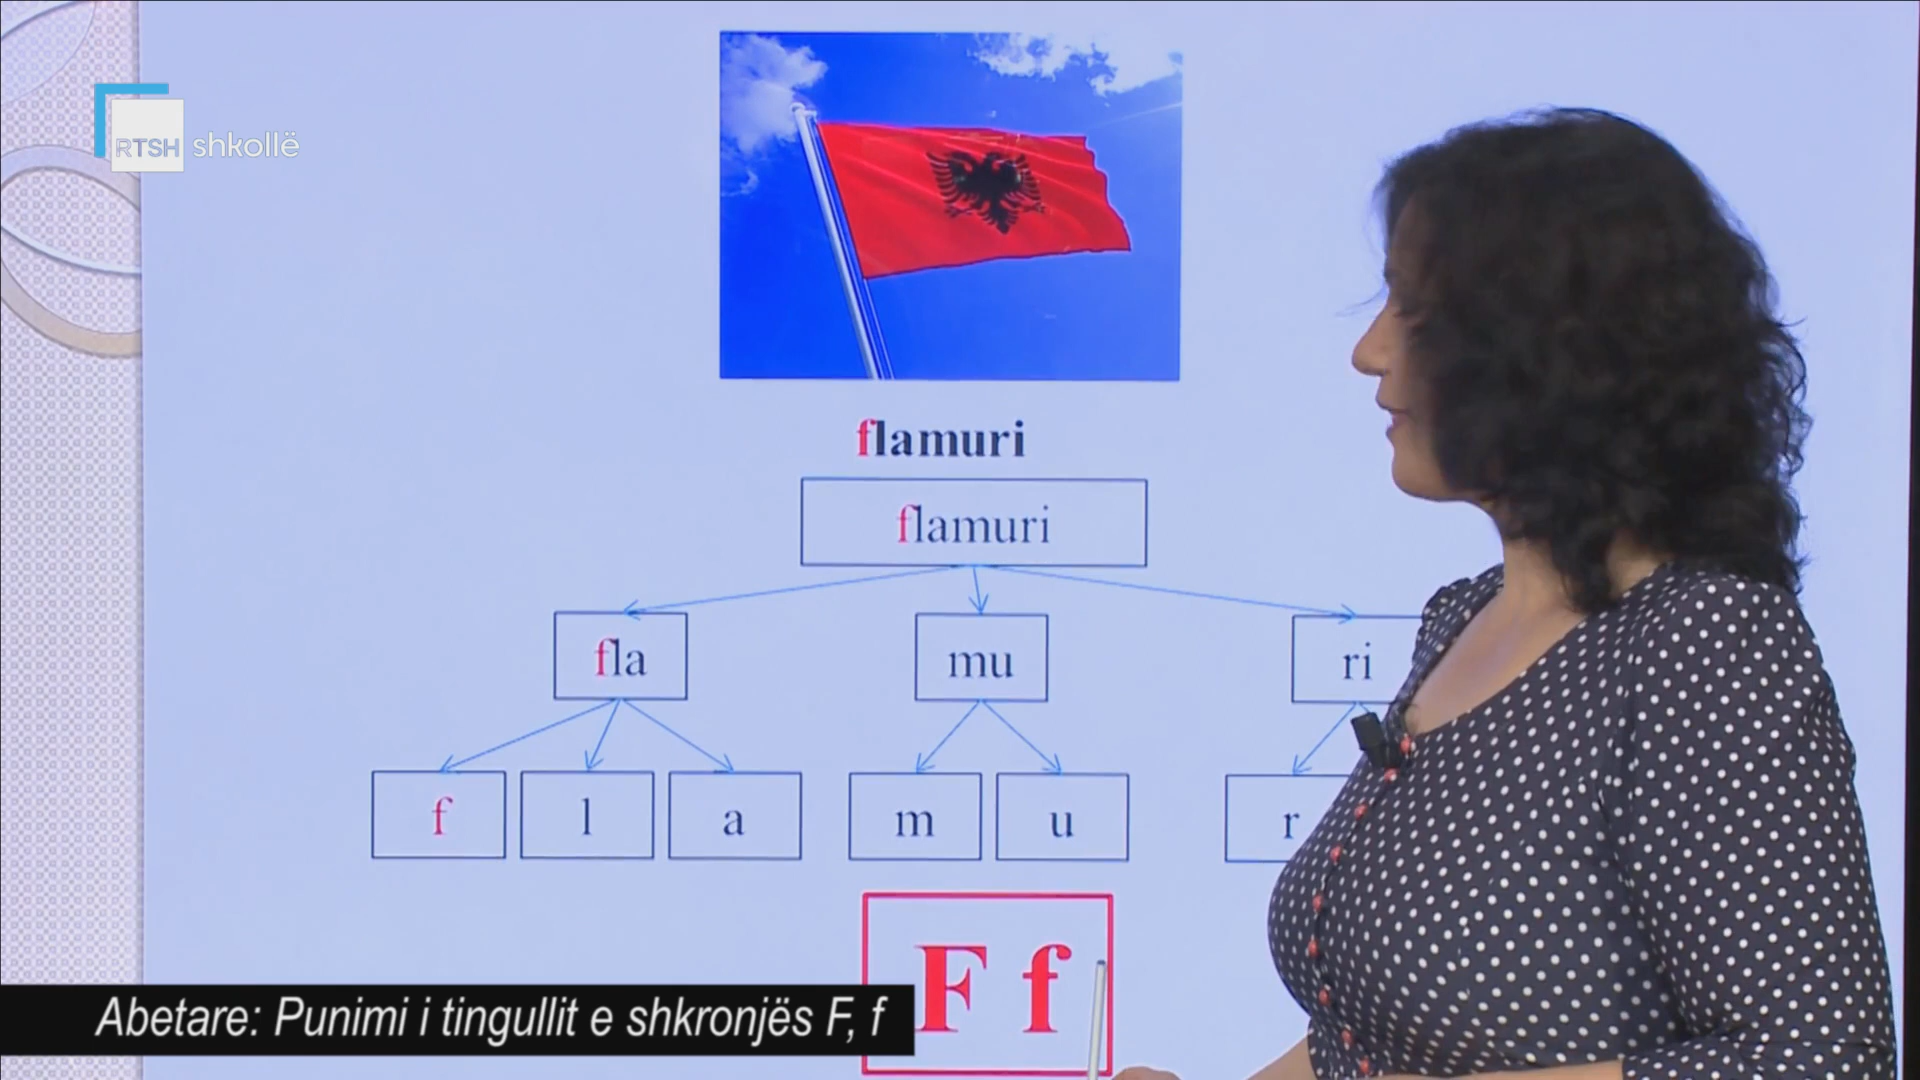 RTSH shkollë
flamuri
flamuri
fla mu ri
f l a m u r
F f
Abetare: Punimi i tingullit e shkronjës F, f